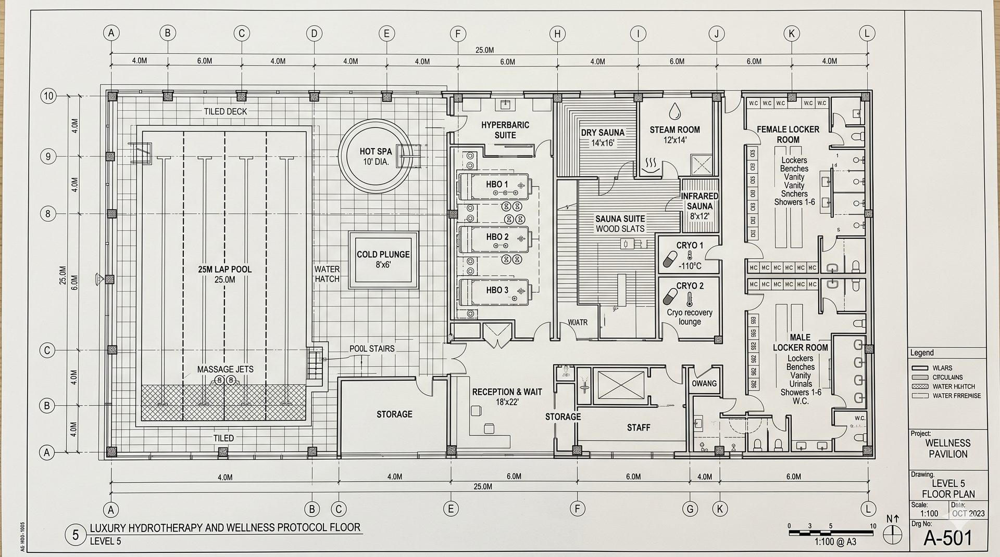 A B C D E F H I J K L
25.0M
4.0M 6.0M 4.0M 4.0M 4.0M 6.0M 4.0M 6.0M 6.0M 4.0M
10
9
8
C
B
A
4.0M
4.0M
25.0M
6.0M
4.0M
4.0M
TILED DECK
HOT SPA
10' DIA.
25M LAP POOL
25.0M
WATER
HATCH
COLD PLUNGE
8'x6'
POOL STAIRS
MASSAGE JETS
TILED
STORAGE
HYPERBARIC
SUITE
HBO 1
HBO 2
HBO 3
RECEPTION & WAIT
18'x22'
STORAGE
DRY SAUNA
14'x16'
STEAM ROOM
12'x14'
INFRARED
SAUNA
8'x12'
SAUNA SUITE
WOOD SLATS
CRYO 1
-110°C
CRYO 2
Cryo recovery
lounge
STAFF
OWANG
W.C W.C W.C W.C W.C
FEMALE LOCKER
ROOM
Lockers
Benches
Vanity
Vanity
Snchers
Showers 1-6
MC MC MC MC MC MC
MC MC MC MC MC MC
MALE
LOCKER ROOM
Lockers
Benches
Vanity
Urinals
Showers 1-6
W.C.
W.C.
4.0M 4.0M 6.0M 6.0M 4.0M 6.0M
25.0M
A B C E F G K L
5
LUXURY HYDROTHERAPY AND WELLNESS PROTOCOL FLOOR
LEVEL 5
0 3 5 10
1:100 @ A3
N↑
Legend
WLARS
WATER
WATER
Project:
WELLNESS
PAVILION
Drawing.
LEVEL 5
FLOOR PLAN
Scale:
1:100
Date:
OCT 2023
Drg No:
A-501